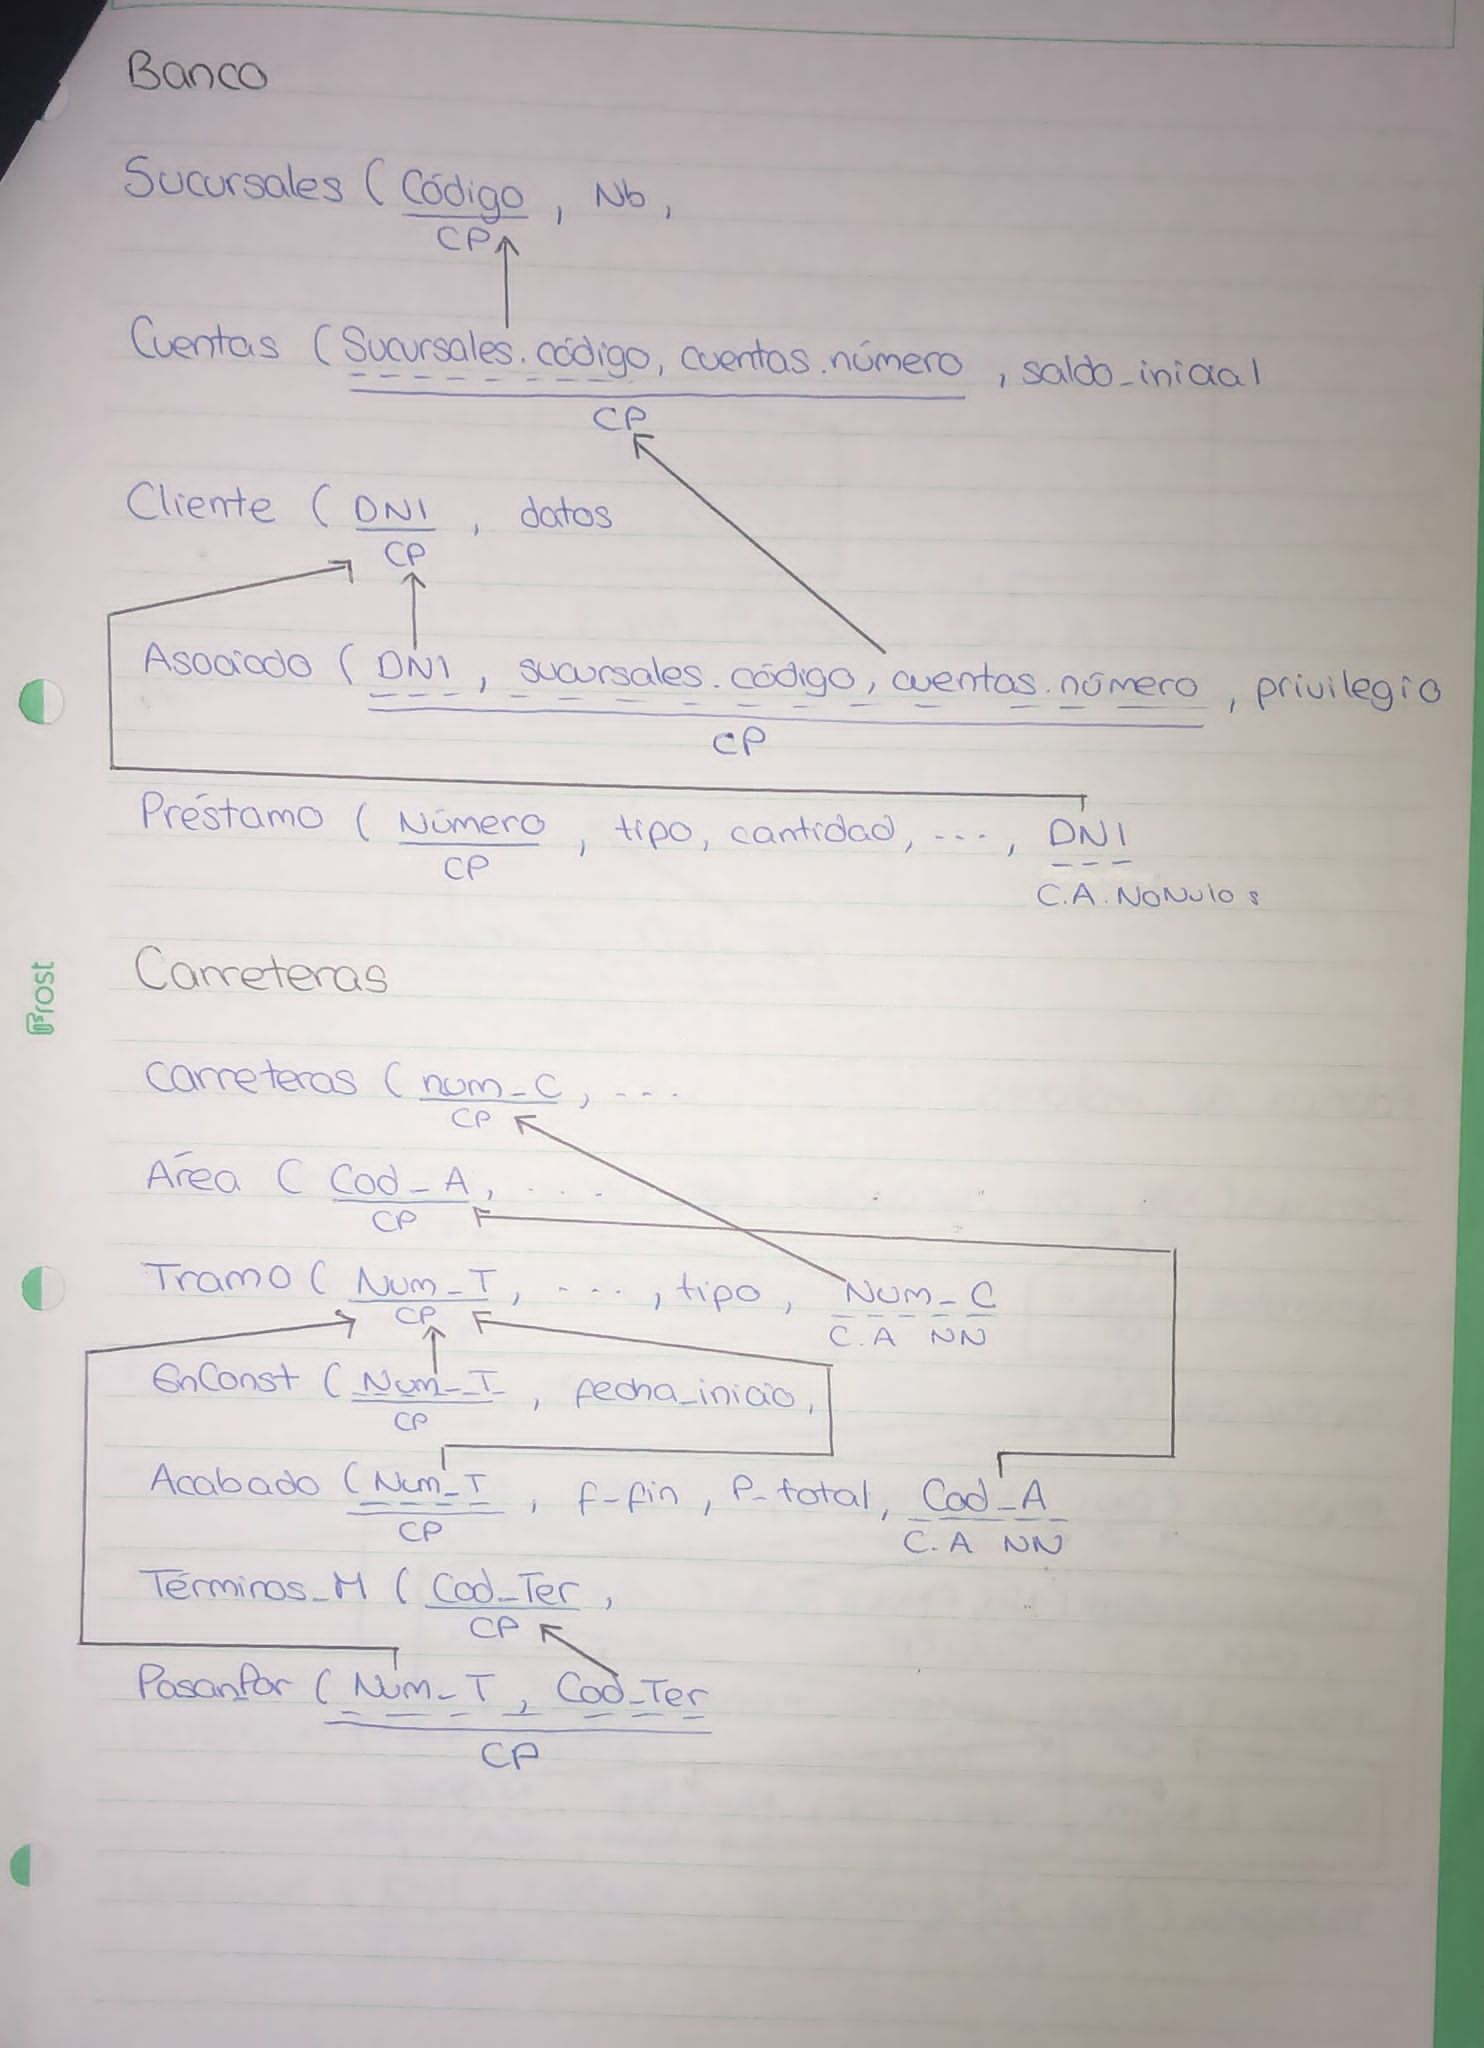 Banco
Sucursales ( Código , Nb ,
CP
Cuentas ( Sucursales.código, cuentas.número , saldo_inicial
CP
Cliente ( DNI , datos
CP
Asociado ( DNI , sucursales.código, cuentas.número , privilegio
CP
Préstamo ( Número , tipo, cantidad, ..., DNI
CP
C.A. NoNulos
Carreteras
Carreteras ( num_C, ...
CP
Área ( Cod_A, ...
CP
Tramo ( Num_T, ..., tipo, Num_C
CP
C.A NN
EnConst ( Num_T , fecha_inicio,
CP
Acabado ( Num_T , f-fin, P-total, Cod_A
CP
C.A NN
Términos_M ( Cod_Ter,
CP
PasanPor ( Núm_T, Cod_Ter
CP
Frost